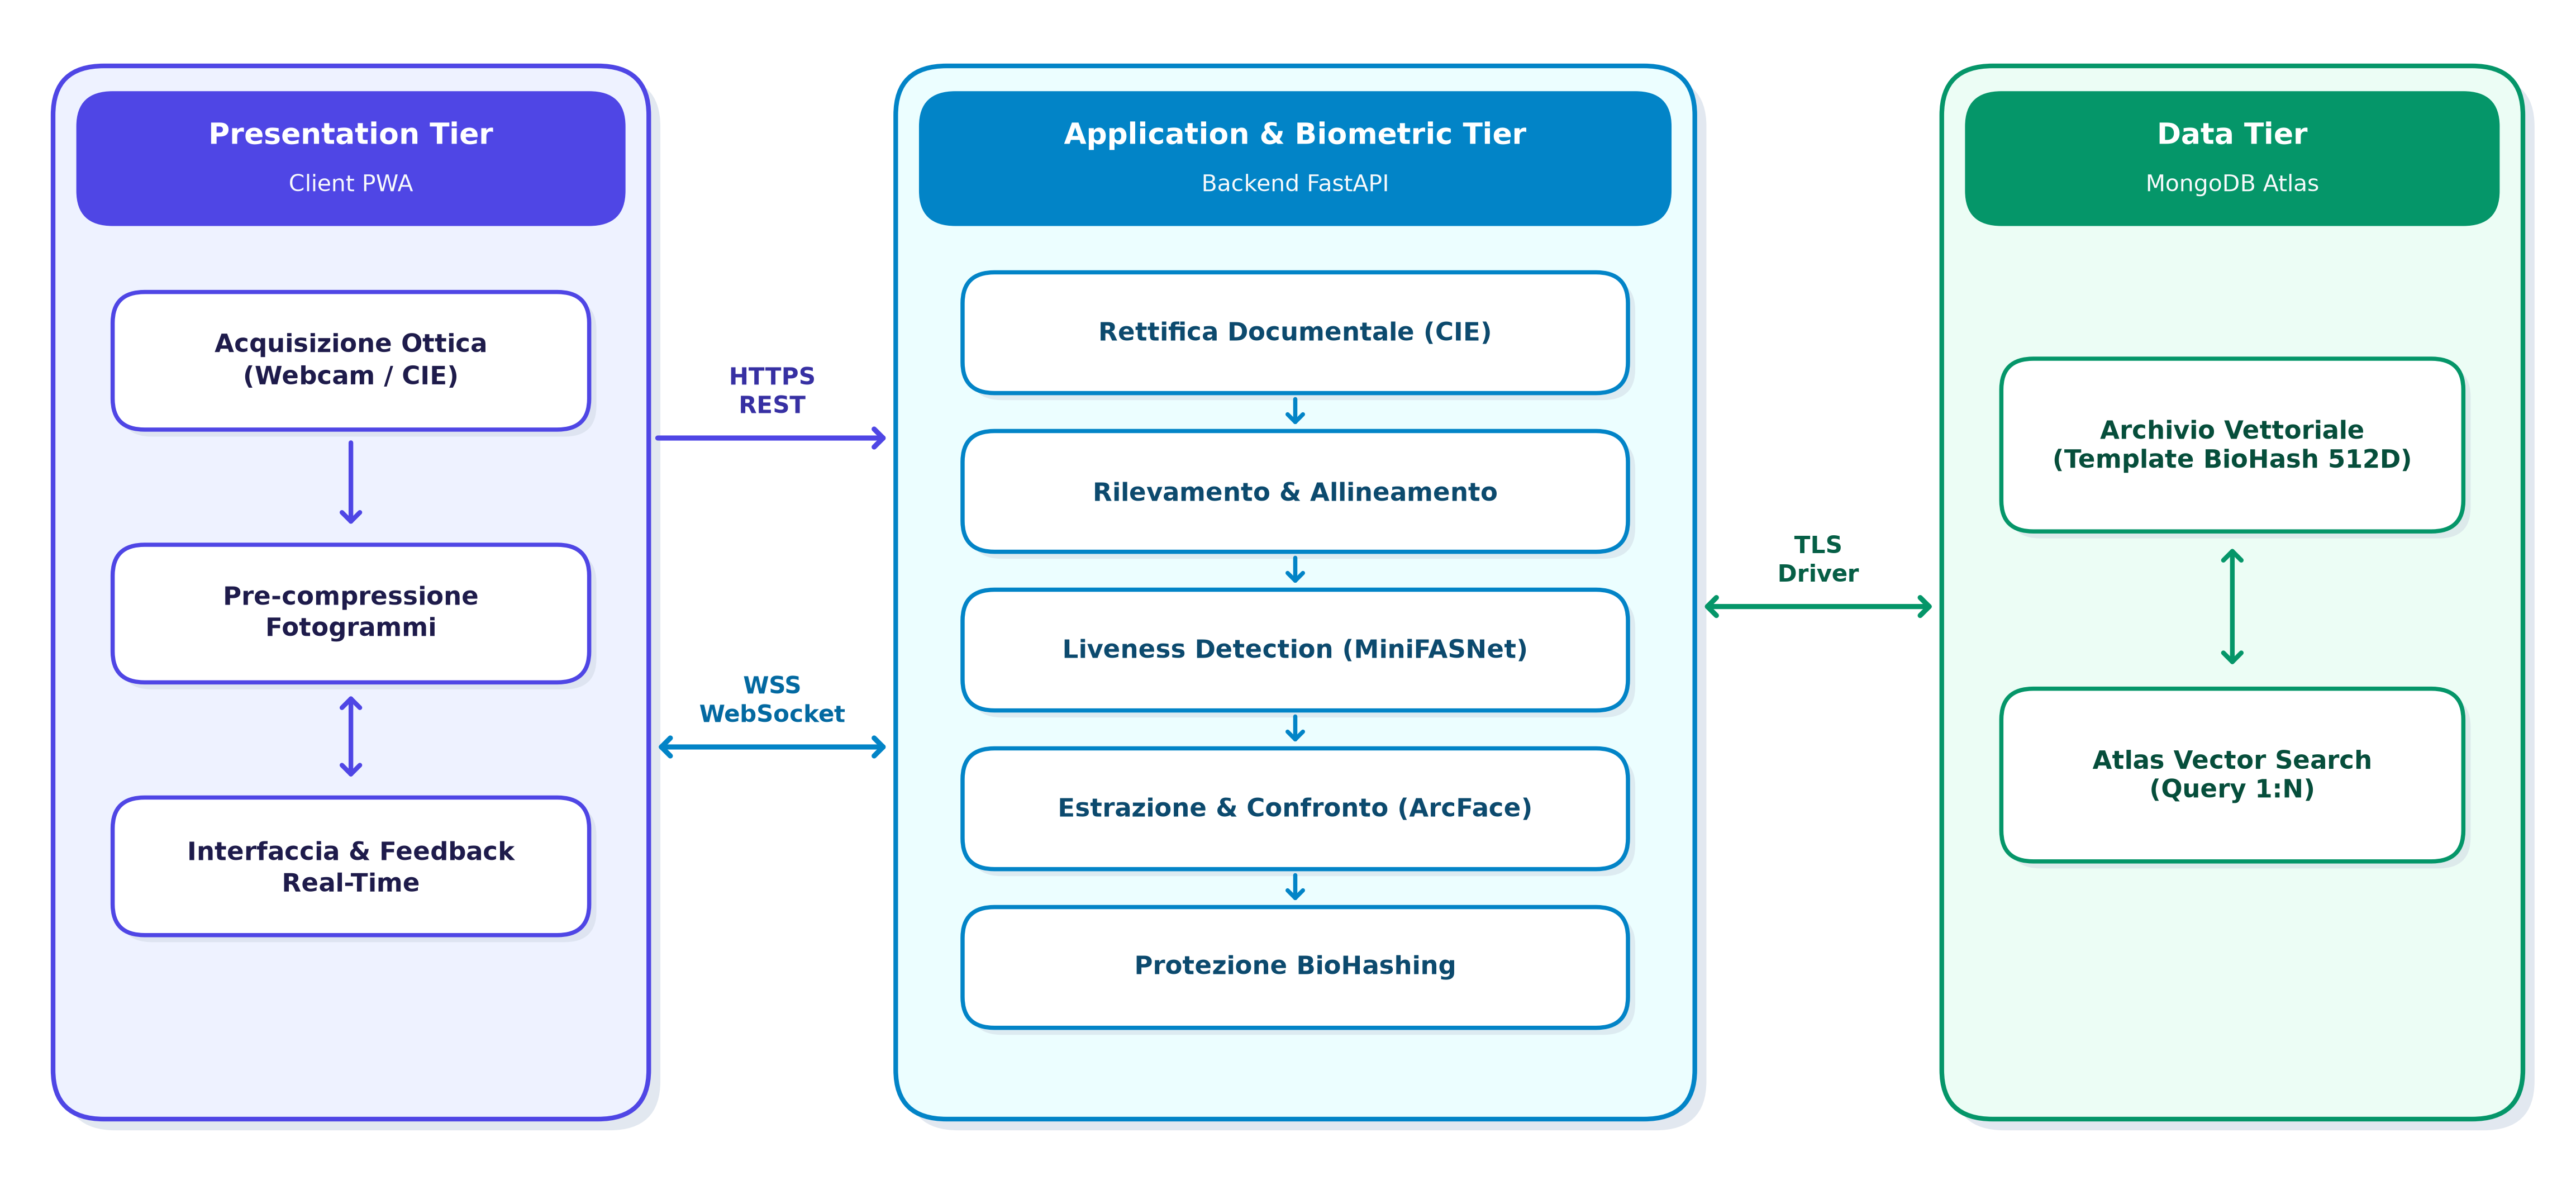 Presentation Tier
Client PWA
Acquisizione Ottica
(Webcam / CIE)
Pre-compressione
Fotogrammi
Interfaccia & Feedback
Real-Time
HTTPS
REST
WSS
WebSocket
Application & Biometric Tier
Backend FastAPI
Rettifica Documentale (CIE)
Rilevamento & Allineamento
Liveness Detection (MiniFASNet)
Estrazione & Confronto (ArcFace)
Protezione BioHashing
TLS
Driver
Data Tier
MongoDB Atlas
Archivio Vettoriale
(Template BioHash 512D)
Atlas Vector Search
(Query 1:N)